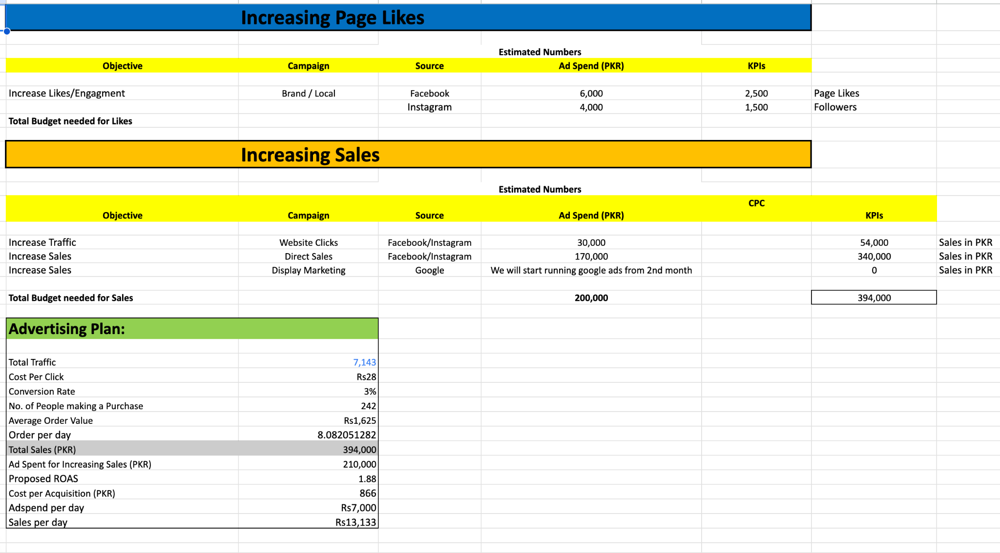 Increasing Page Likes
Estimated Numbers
Objective Campaign Source Ad Spend (PKR) KPIs
Increase Likes/Engagment Brand / Local Facebook 6,000 2,500 Page Likes
Instagram 4,000 1,500 Followers
Total Budget needed for Likes
Increasing Sales
Estimated Numbers
CPC
Objective Campaign Source Ad Spend (PKR) KPIs
Increase Traffic Website Clicks Facebook/Instagram 30,000 54,000 Sales in PKR
Increase Sales Direct Sales Facebook/Instagram 170,000 340,000 Sales in PKR
Increase Sales Display Marketing Google We will start running google ads from 2nd month 0 Sales in PKR
Total Budget needed for Sales 200,000 394,000
Advertising Plan:
Total Traffic 7,143
Cost Per Click Rs28
Conversion Rate 3%
No. of People making a Purchase 242
Average Order Value Rs1,625
Order per day 8.082051282
Total Sales (PKR) 394,000
Ad Spent for Increasing Sales (PKR) 210,000
Proposed ROAS 1.88
Cost per Acquisition (PKR) 866
Adspend per day Rs7,000
Sales per day Rs13,133